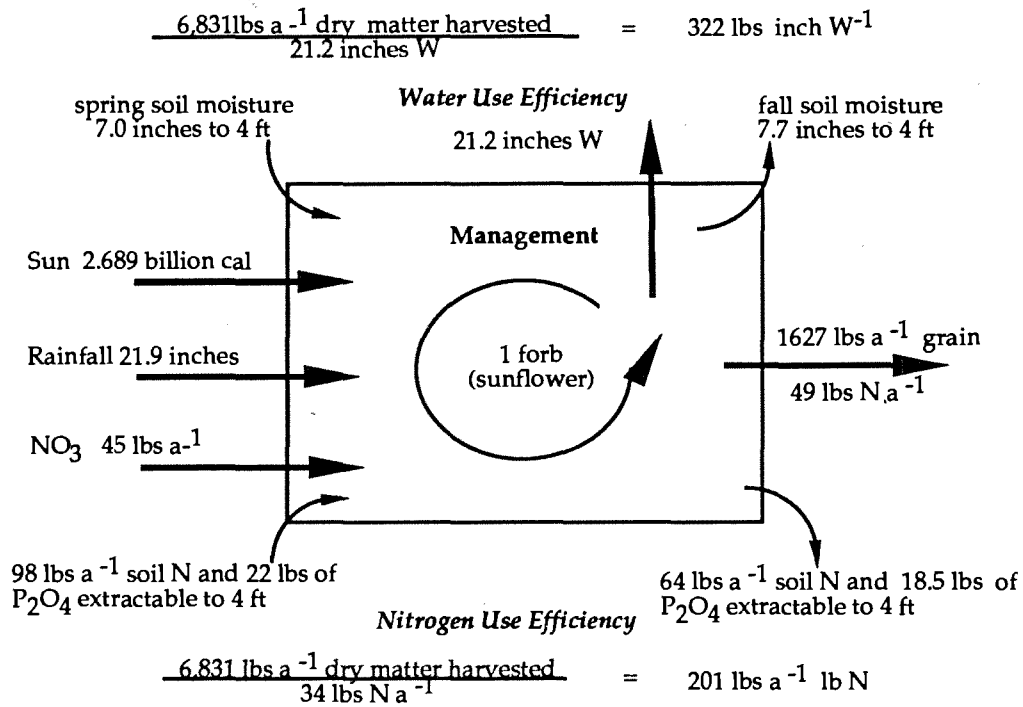 6,831lbs a -1 dry matter harvested = 322 lbs inch W-1
21.2 inches W
Water Use Efficiency
spring soil moisture
7.0 inches to 4 ft
21.2 inches W
fall soil moisture
7.7 inches to 4 ft
Management
Sun 2.689 billion cal
Rainfall 21.9 inches
1 forb
(sunflower)
1627 lbs a -1 grain
49 lbs N a -1
NO3 45 lbs a-1
98 lbs a -1 soil N and 22 lbs of
P2O4 extractable to 4 ft
64 lbs a -1 soil N and 18.5 lbs of
P2O4 extractable to 4 ft
Nitrogen Use Efficiency
6,831 lbs a -1 dry matter harvested = 201 lbs a -1 lb N
34 lbs N a -1